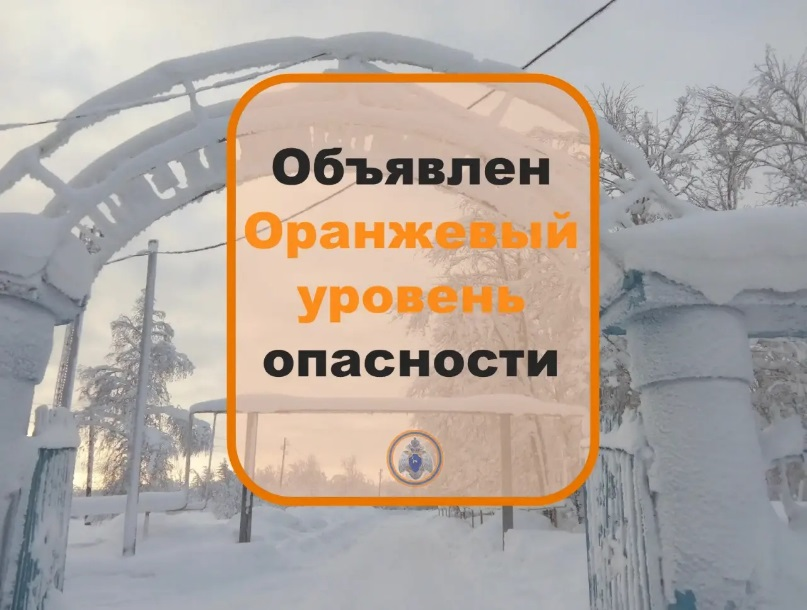 Объявлен
Оранжевый
уровень
опасности